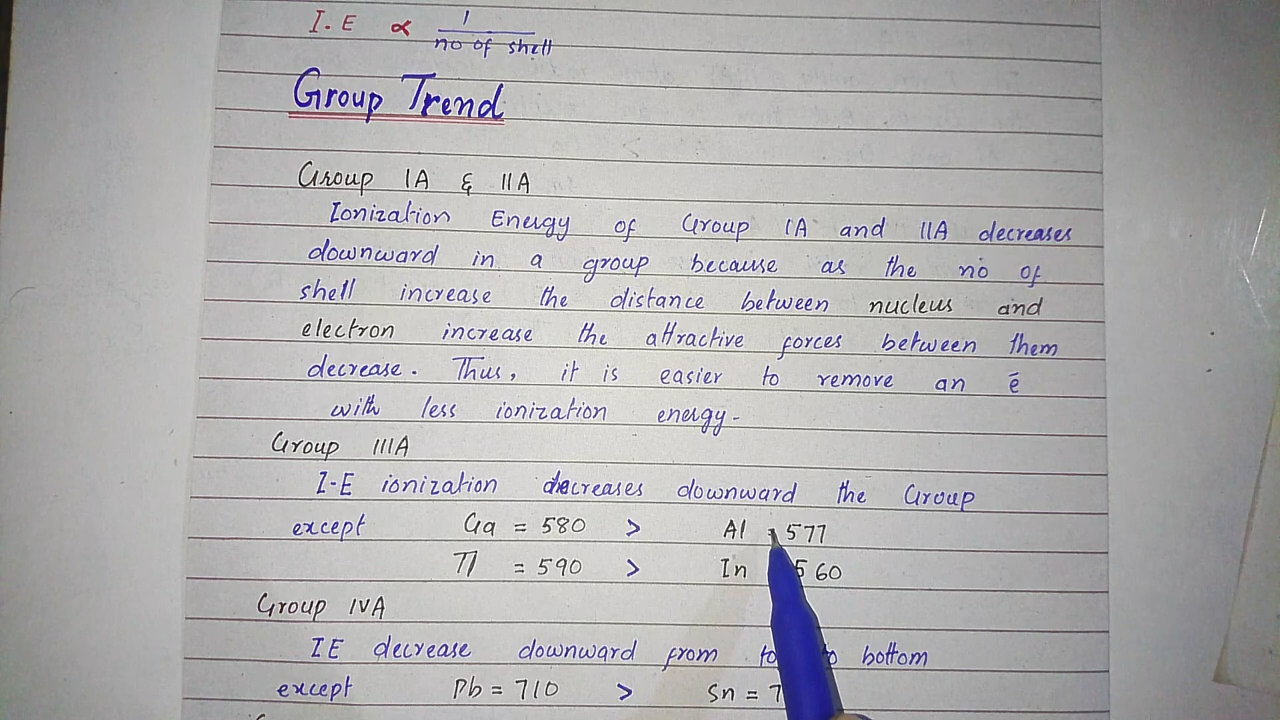 I.E ∝ 1/no of shell
Group Trend
Group IA & IIA
Ionization Energy of Group IA and IIA decreases
downward in a group because as the no of
shell increase the distance between nucleus and
electron increase the attractive forces between them
decrease. Thus, it is easier to remove an ē
with less ionization energy.
Group IIIA
I-E ionization decreases downward the Group
except Ga = 580 > Al = 577
Tl = 590 > In 560
Group IVA
IE decrease downward from to bottom
except Pb = 710 > Sn = 7